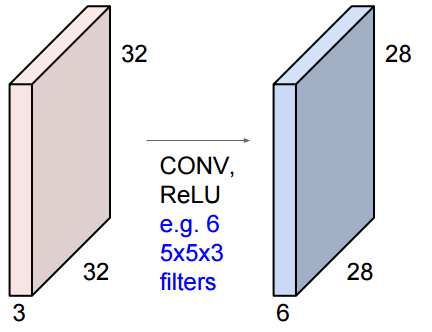 32
28
CONV,
ReLU
e.g. 6
5x5x3
filters
32
28
3
6